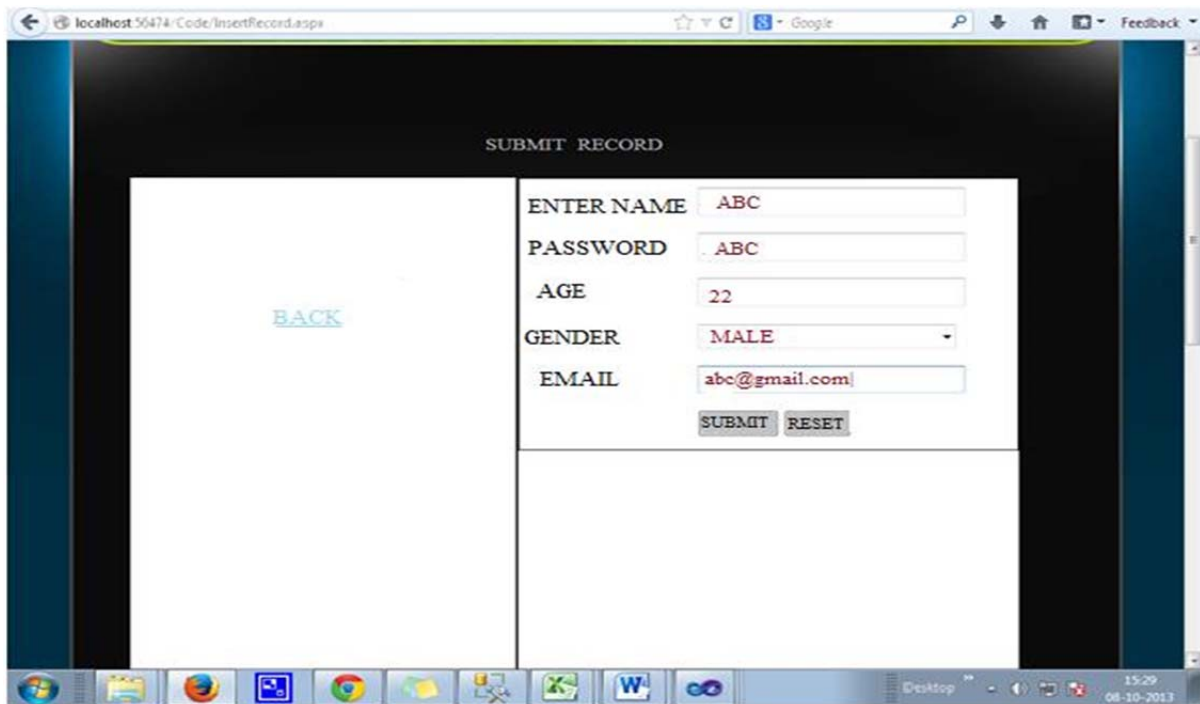 localhost:56474/Code/InsertRecord.aspx
Google
Feedback
SUBMIT RECORD
BACK
ENTER NAME ABC
PASSWORD ABC
AGE 22
GENDER MALE
EMAIL abc@gmail.com
SUBMIT RESET
Desktop
15:29
08-10-2013